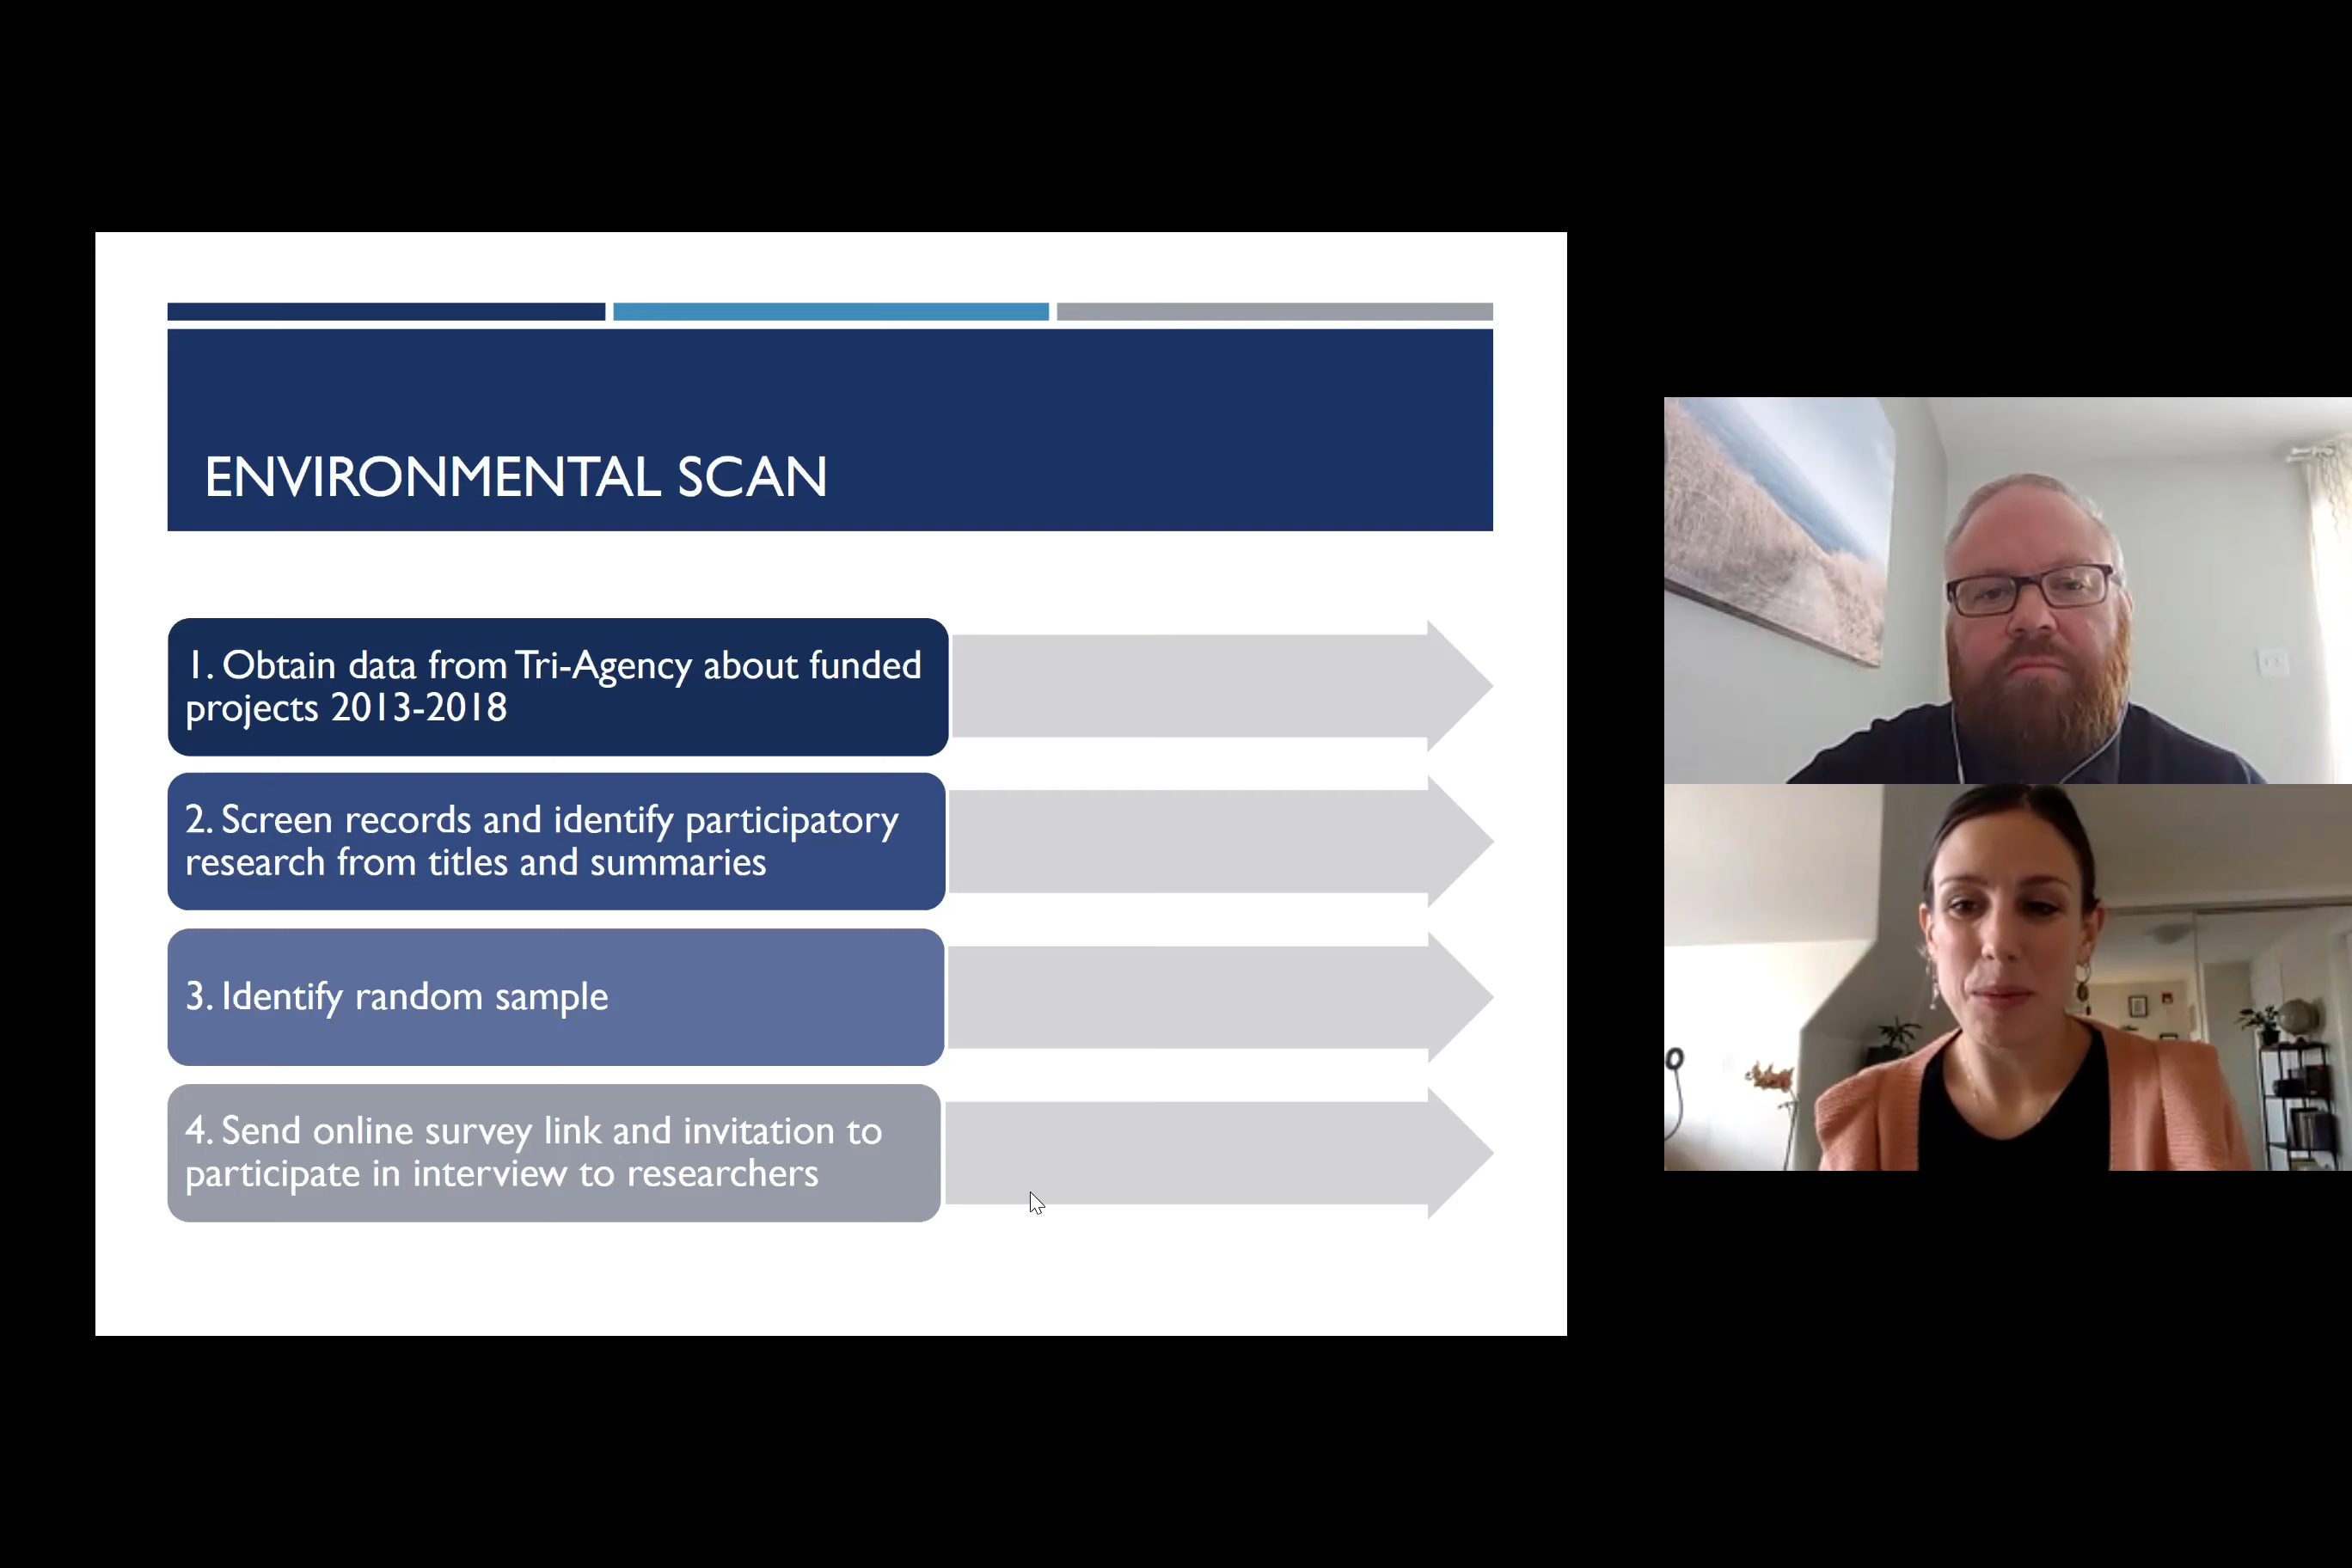 ENVIRONMENTAL SCAN
1. Obtain data from Tri-Agency about funded
projects 2013-2018
2. Screen records and identify participatory
research from titles and summaries
3. Identify random sample
4. Send online survey link and invitation to
participate in interview to researchers